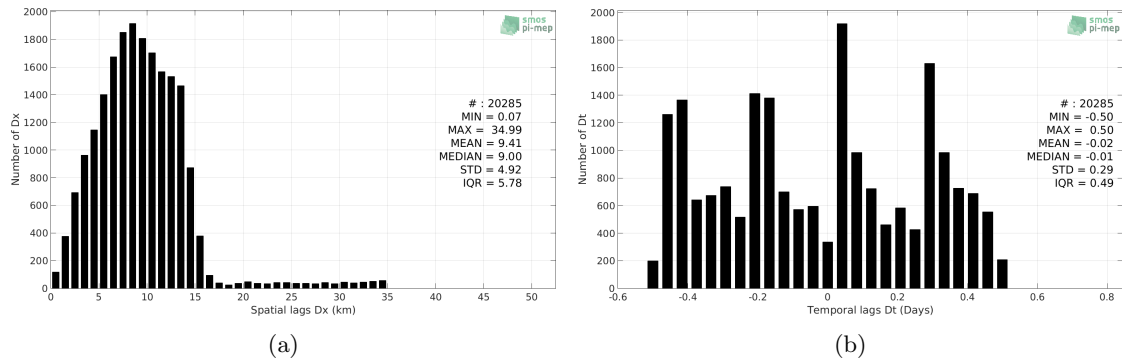 2000
1800
1600
1400
1200
1000
800
600
400
200
0
Number of Dx
smos
pi-mep
# : 20285
MIN = 0.07
MAX = 34.99
MEAN = 9.41
MEDIAN = 9.00
STD = 4.92
IQR = 5.78
0 5 10 15 20 25 30 35 40 45 50
Spatial lags Dx (km)
(a)
2000
1800
1600
1400
1200
1000
800
600
400
200
0
Number of Dt
smos
pi-mep
# : 20285
MIN = -0.50
MAX = 0.50
MEAN = -0.02
MEDIAN = -0.01
STD = 0.29
IQR = 0.49
-0.6 -0.4 -0.2 0 0.2 0.4 0.6 0.8
Temporal lags Dt (Days)
(b)